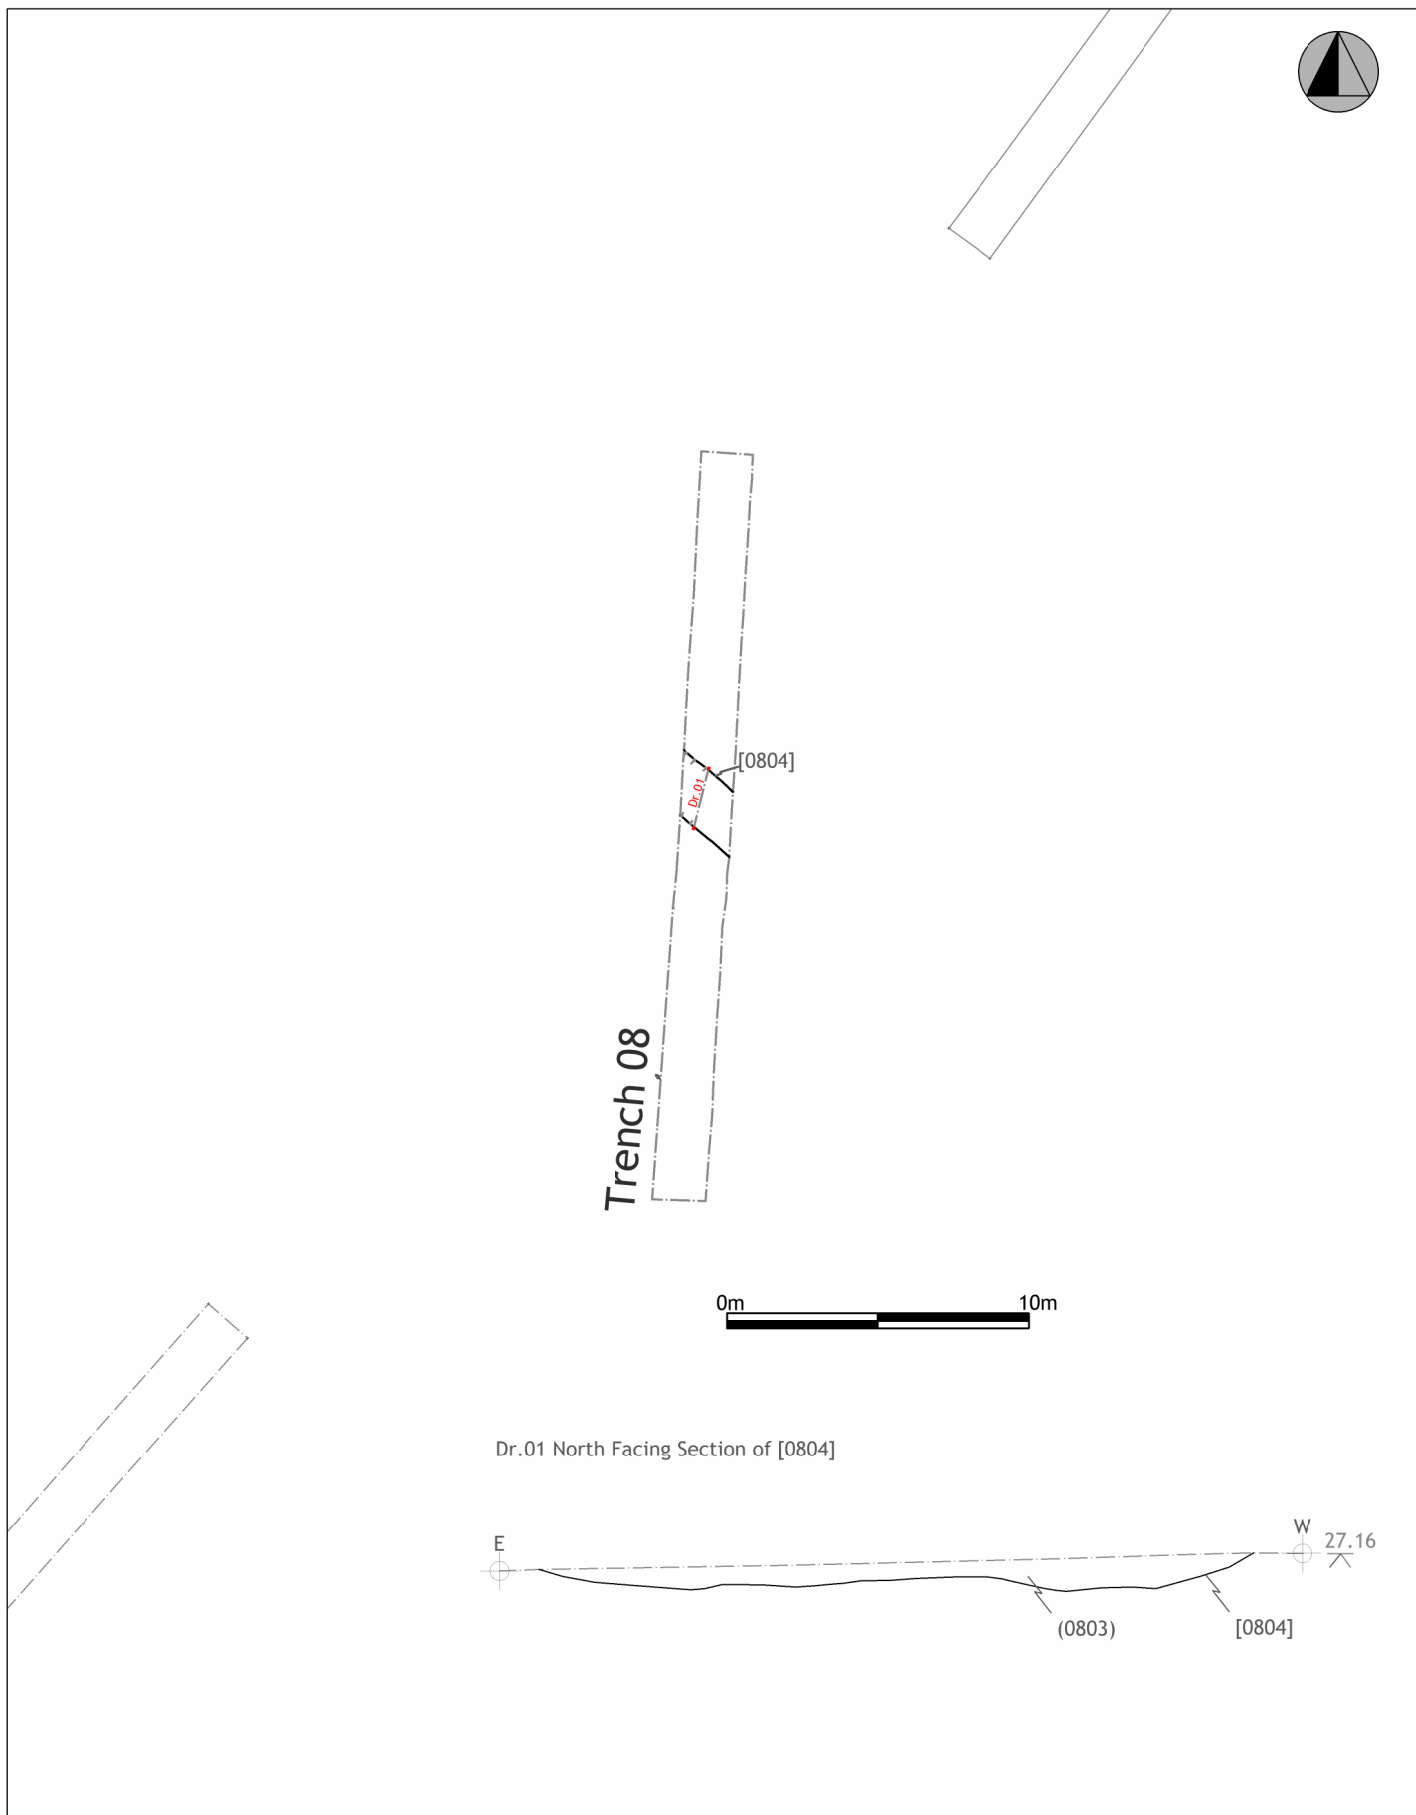 [0804]
Dr.01
Trench 08
0m 10m
Dr.01 North Facing Section of [0804]
E W 27.16
(0803) [0804]